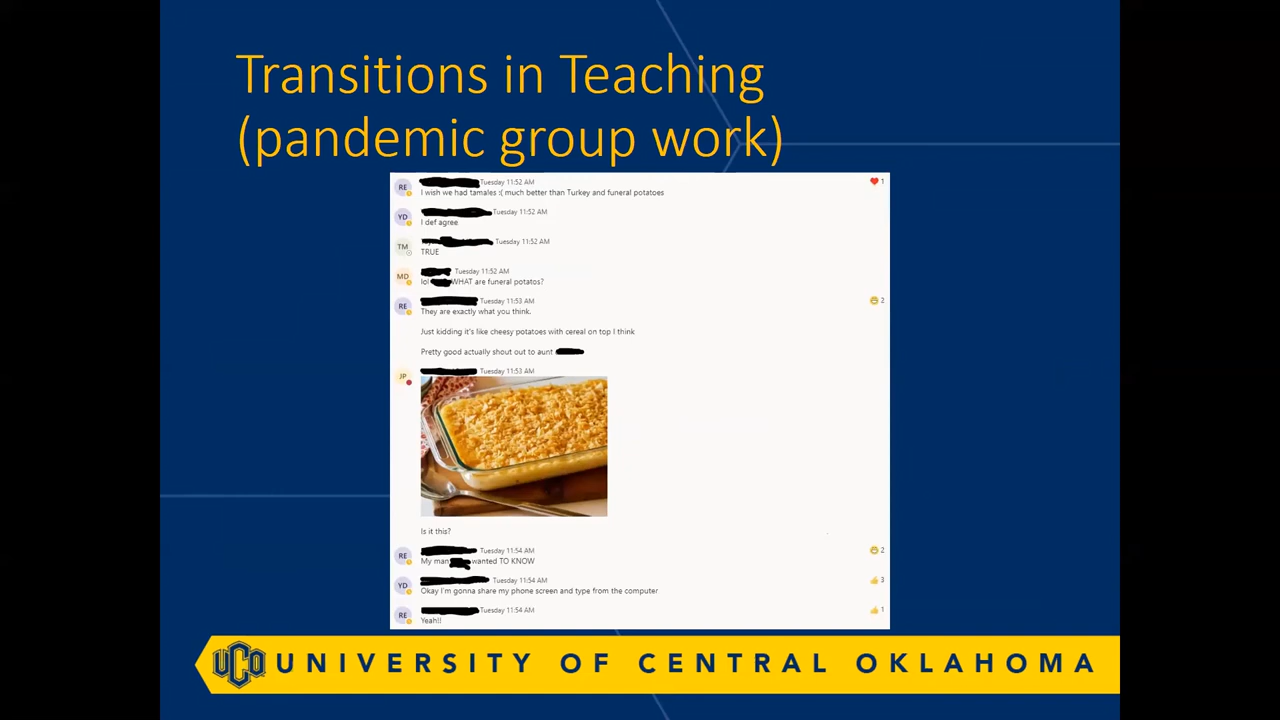 Transitions in Teaching
(pandemic group work)
RE
Tuesday 11:52 AM
1
I wish we had tamales :( much better than Turkey and funeral potatoes
YD
Tuesday 11:52 AM
I def agree
TM
Tuesday 11:52 AM
TRUE
MD
Tuesday 11:52 AM
lol WHAT are funeral potatos?
RE
Tuesday 11:53 AM
2
They are exactly what you think.
Just kidding it's like cheesy potatoes with cereal on top I think
Pretty good actually shout out to aunt
JP
Tuesday 11:53 AM
Is it this?
RE
Tuesday 11:54 AM
2
My man wanted TO KNOW
YD
Tuesday 11:54 AM
3
Okay I'm gonna share my phone screen and type from the computer
RE
Tuesday 11:54 AM
1
Yeah!!
UCO UNIVERSITY OF CENTRAL OKLAHOMA